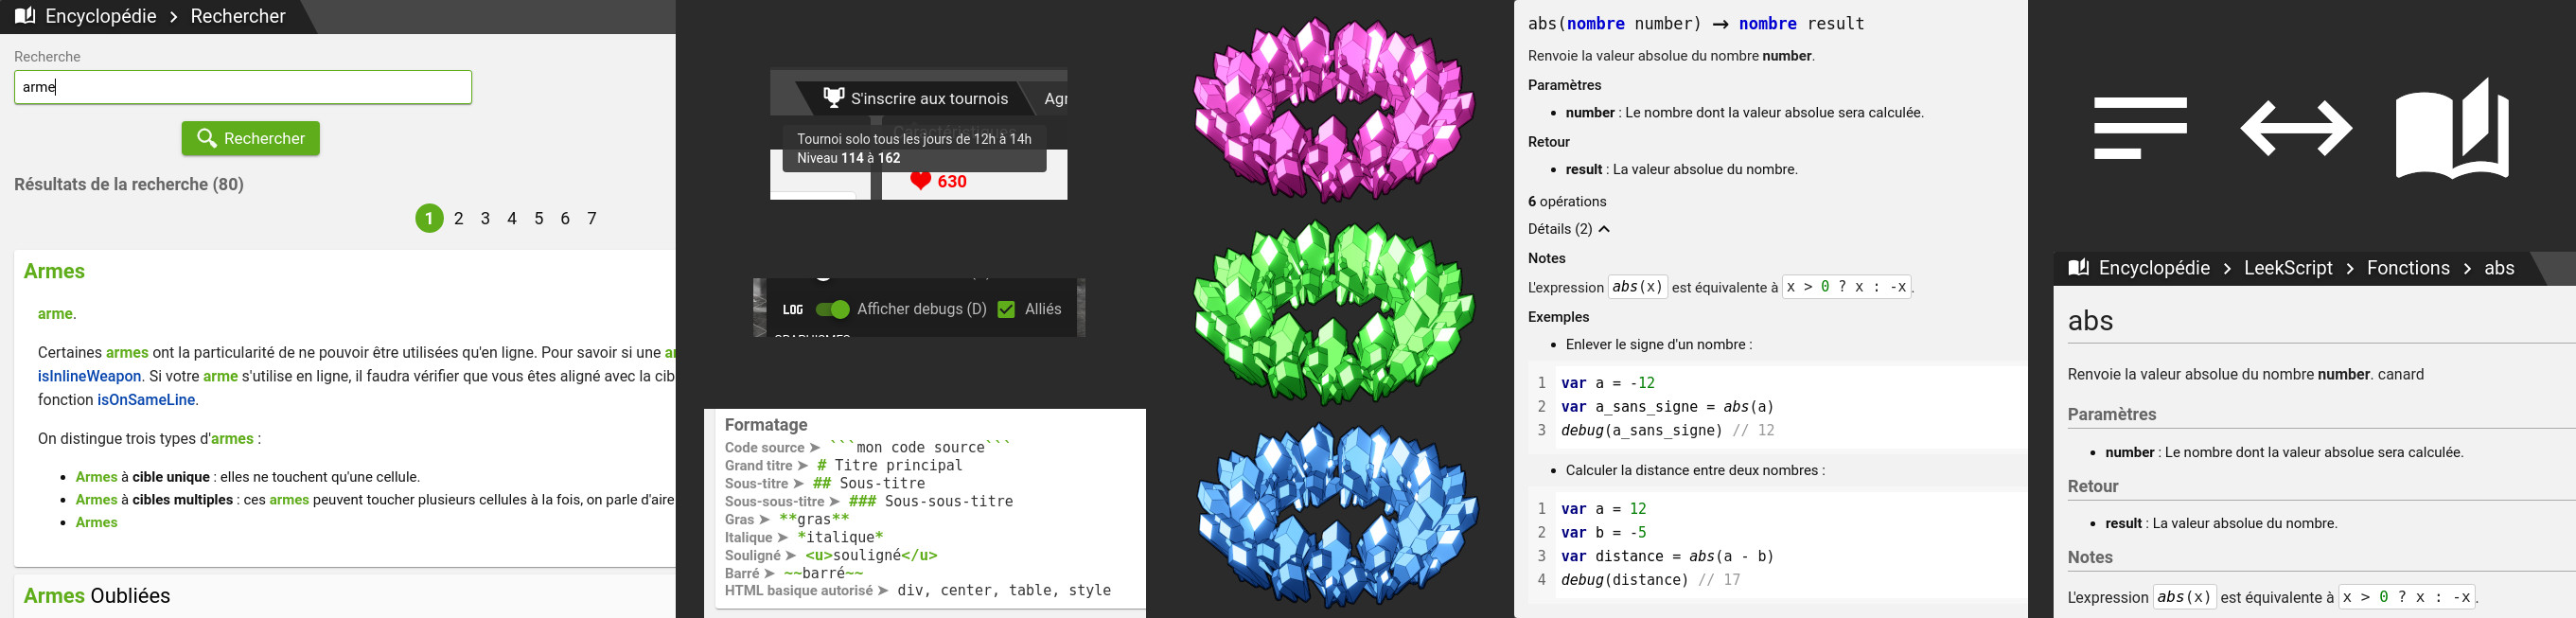 Encyclopédie > Rechercher
Recherche
arme
Rechercher
Résultats de la recherche (80)
1 2 3 4 5 6 7
Armes
arme.
Certaines armes ont la particularité de ne pouvoir être utilisées qu'en ligne. Pour savoir si une ar
isInlineWeapon. Si votre arme s'utilise en ligne, il faudra vérifier que vous êtes aligné avec la cib
fonction isOnSameLine.
On distingue trois types d'armes :
• Armes à cible unique : elles ne touchent qu'une cellule.
• Armes à cibles multiples : ces armes peuvent toucher plusieurs cellules à la fois, on parle d'aire
• Armes
Armes Oubliées
S'inscrire aux tournois
Agr
Tournoi solo tous les jours de 12h à 14h
Niveau 114 à 162
630
LOG Afficher debugs (D) Alliés
Formatage
Code source ➤ ```mon code source```
Grand titre ➤ # Titre principal
Sous-titre ➤ ## Sous-titre
Sous-sous-titre ➤ ### Sous-sous-titre
Gras ➤ **gras**
Italique ➤ *italique*
Souligné ➤ <u>souligné</u>
Barré ➤ ~~barré~~
HTML basique autorisé ➤ div, center, table, style
abs(nombre number) → nombre result
Renvoie la valeur absolue du nombre number.
Paramètres
• number : Le nombre dont la valeur absolue sera calculée.
Retour
• result : La valeur absolue du nombre.
6 opérations
Détails (2)
Notes
L'expression abs(x) est équivalente à x > 0 ? x : -x.
Exemples
• Enlever le signe d'un nombre :
1 var a = -12
2 var a_sans_signe = abs(a)
3 debug(a_sans_signe) // 12
• Calculer la distance entre deux nombres :
1 var a = 12
2 var b = -5
3 var distance = abs(a - b)
4 debug(distance) // 17
Encyclopédie > LeekScript > Fonctions > abs
abs
Renvoie la valeur absolue du nombre number. canard
Paramètres
• number : Le nombre dont la valeur absolue sera calculée.
Retour
• result : La valeur absolue du nombre.
Notes
L'expression abs(x) est équivalente à x > 0 ? x : -x.